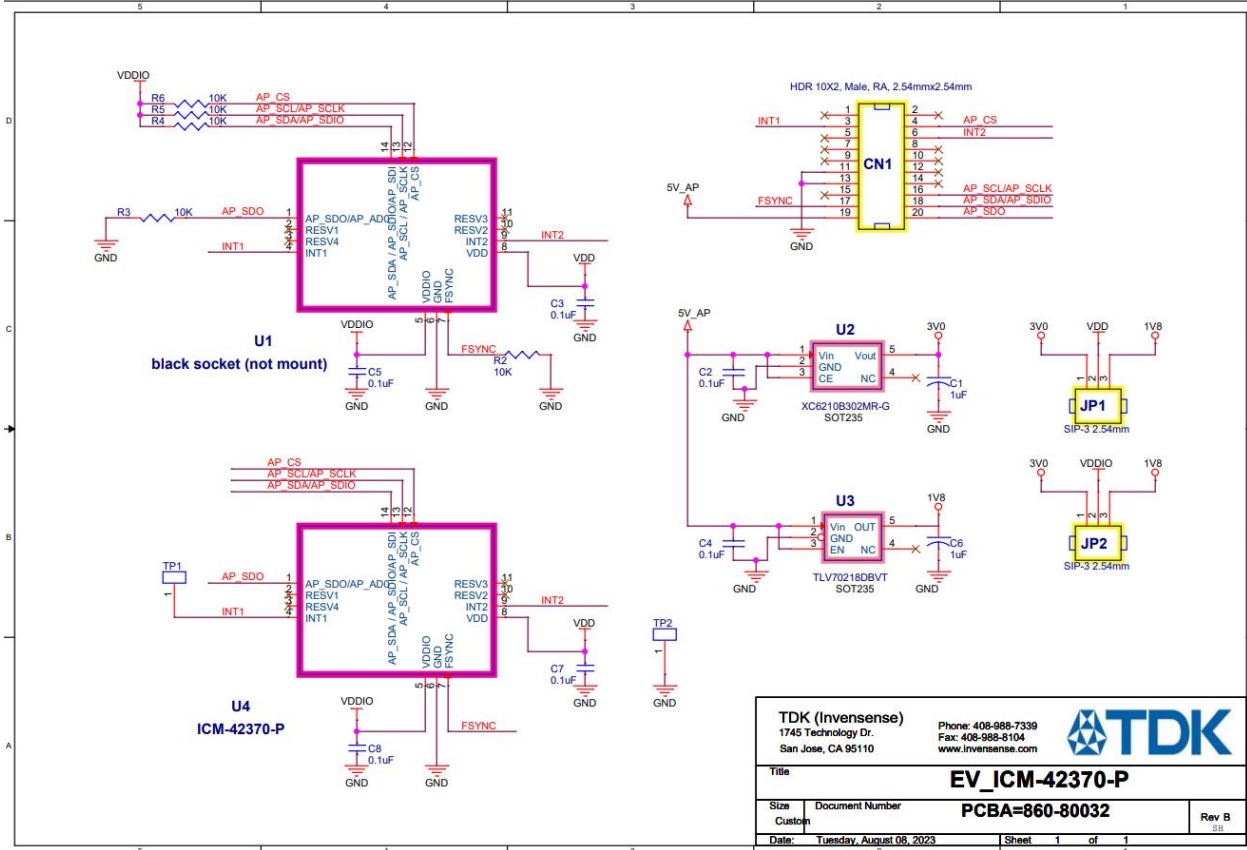 5 4 3 2 1
D
C
B
A
VDDIO
R6 10K AP_CS
R5 10K AP_SCL/AP_SCLK
R4 10K AP_SDA/AP_SDIO
14 13 12
AP_SDA / AP_SDIO/AP_SDI
AP_SCL / AP_SCLK
AP_CS
R3 10K AP_SDO
GND
1 AP_SDO/AP_AD0
2 RESV1
3 RESV4
4 INT1
INT1
RESV3 11
RESV2 10
INT2 9
VDD 8
INT2
VDD
C3
0.1uF
GND
VDDIO
GND
FSYNC
5 6 7
U1
black socket (not mount)
VDDIO
C5
0.1uF
GND
GND
FSYNC
R2
10K
GND
HDR 10X2, Male, RA, 2.54mmx2.54mm
CN1
1 2
INT1 3 4 AP_CS
5 6 INT2
7 8
9 10
11 12
13 14
15 16 AP_SCL/AP_SCLK
FSYNC 17 18 AP_SDA/AP_SDIO
19 20 AP_SDO
5V_AP
GND
5V_AP
U2
1 Vin Vout 5
2 GND
3 CE NC 4
C2
0.1uF
GND
XC6210B302MR-G
SOT235
3V0
C1
1uF
GND
3V0 VDD 1V8
1 2 3
JP1
SIP-3 2.54mm
U3
1 Vin OUT 5
2 GND
3 EN NC 4
C4
0.1uF
GND
TLV70218DBVT
SOT235
1V8
C6
1uF
GND
3V0 VDDIO 1V8
1 2 3
JP2
SIP-3 2.54mm
AP_CS
AP_SCL/AP_SCLK
AP_SDA/AP_SDIO
14 13 12
AP_SDA / AP_SDIO/AP_SDI
AP_SCL / AP_SCLK
AP_CS
TP1
1
AP_SDO
INT1
1 AP_SDO/AP_AD0
2 RESV1
3 RESV4
4 INT1
RESV3 11
RESV2 10
INT2 9
VDD 8
INT2
VDD
C7
0.1uF
GND
VDDIO
GND
FSYNC
5 6 7
U4
ICM-42370-P
VDDIO
C8
0.1uF
GND
GND
FSYNC
TP2
1
GND
TDK (Invensense)
1745 Technology Dr.
San Jose, CA 95110
Phone: 408-988-7339
Fax: 408-988-8104
www.invensense.com
TDK
Title
EV_ICM-42370-P
Size
Custom
Document Number
PCBA=860-80032
Rev B
SH
Date: Tuesday, August 08, 2023
Sheet 1 of 1